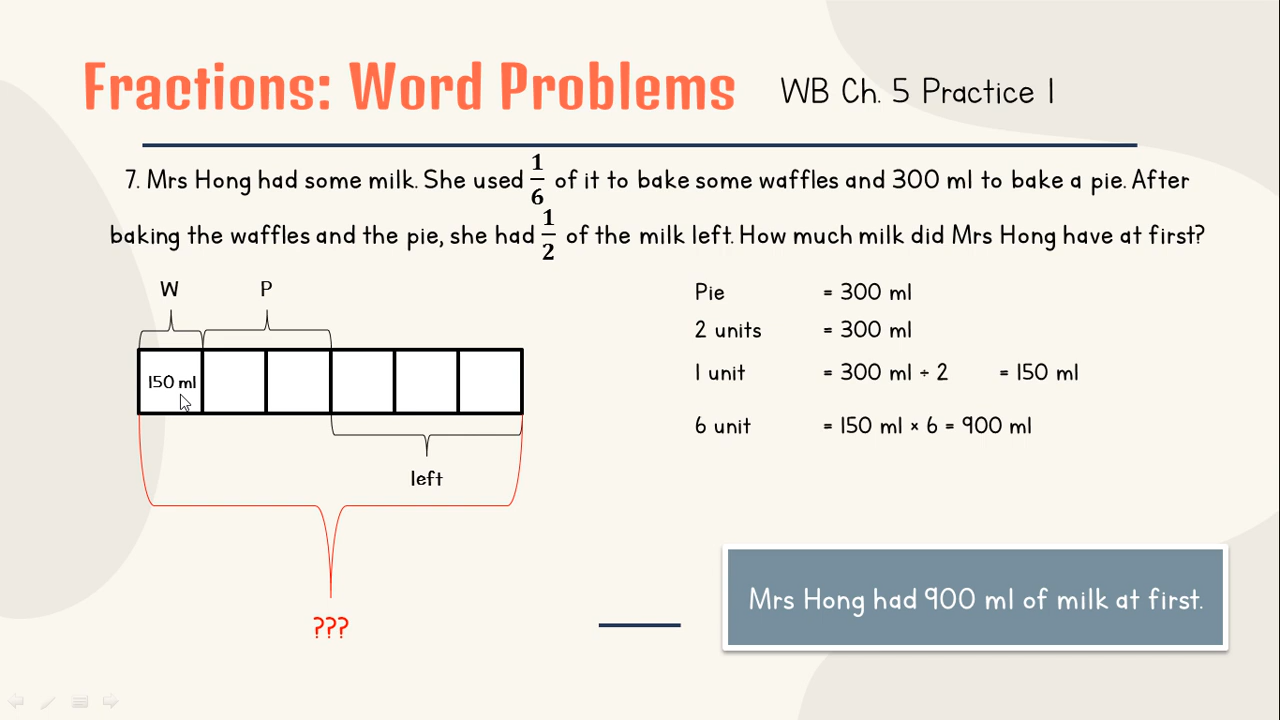 Fractions: Word Problems
WB Ch. 5 Practice 1
7. Mrs Hong had some milk. She used 1/6 of it to bake some waffles and 300 ml to bake a pie. After
baking the waffles and the pie, she had 1/2 of the milk left. How much milk did Mrs Hong have at first?
W P
150 ml
left
???
Pie = 300 ml
2 units = 300 ml
1 unit = 300 ml ÷ 2 = 150 ml
6 unit = 150 ml × 6 = 900 ml
Mrs Hong had 900 ml of milk at first.